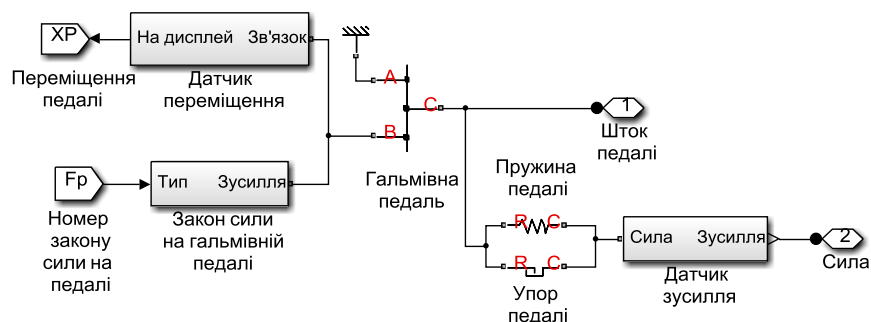 XP
На дисплей Зв'язок
Переміщення
педалі
Датчик
переміщення
A
B
C
1
Шток
педалі
Fp
Тип Зусилля
Номер
закону
сили на
педалі
Закон сили
на гальмівній
педалі
Гальмівна
педаль
Пружина
педалі
R C
R C
Упор
педалі
Сила Зусилля
Датчик
зусилля
2
Сила